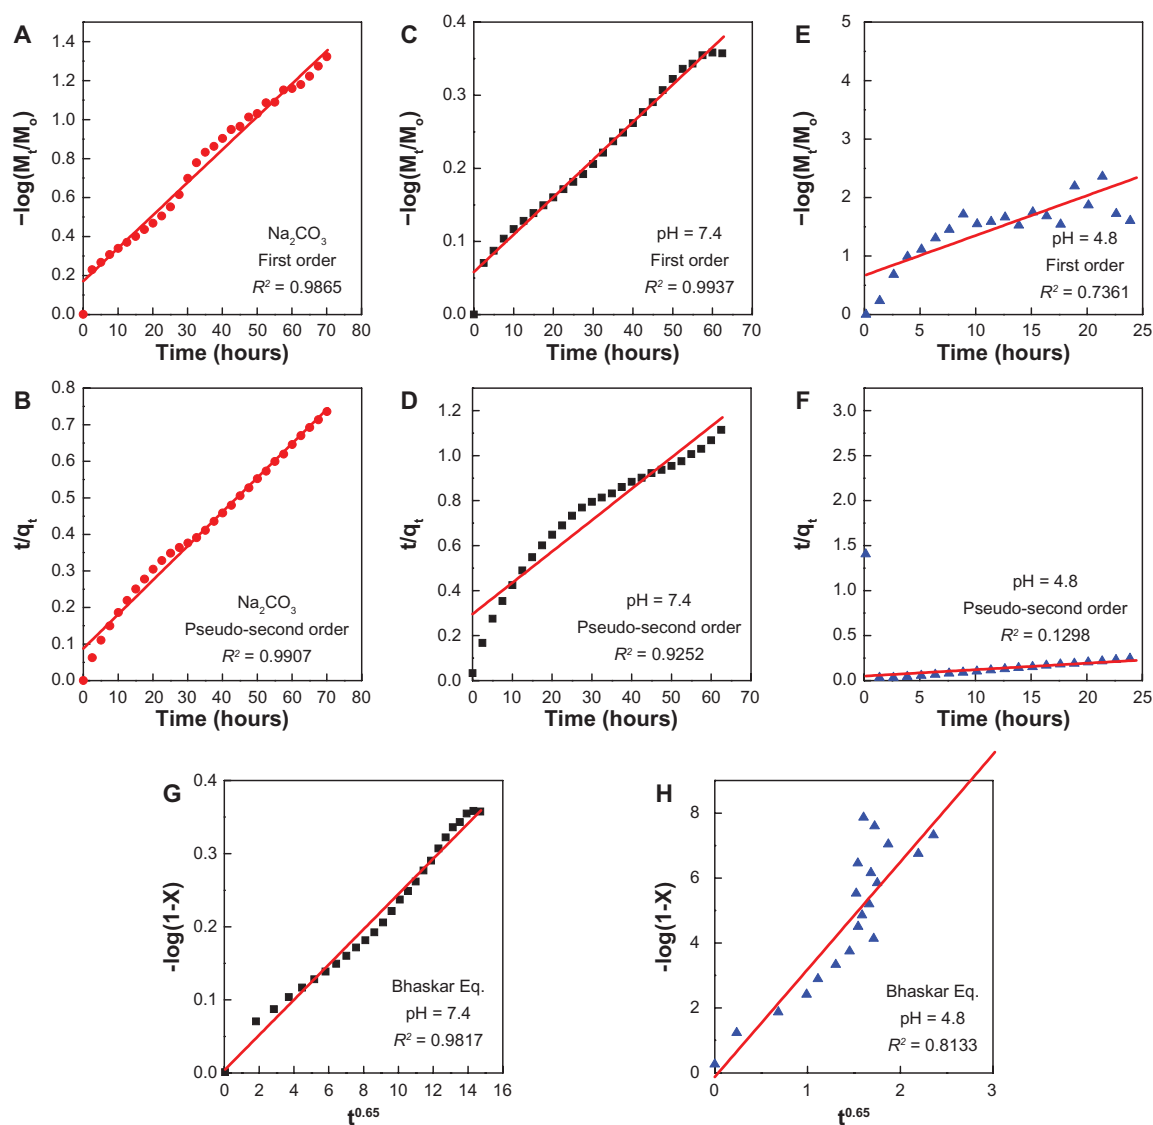 A
−log(M_t/M_o)
1.4
1.2
1.0
0.8
0.6
0.4
0.2
0.0
Na₂CO₃
First order
R² = 0.9865
0 10 20 30 40 50 60 70 80
Time (hours)
C
−log(M_t/M_o)
0.4
0.3
0.2
0.1
0.0
pH = 7.4
First order
R² = 0.9937
0 10 20 30 40 50 60 70
Time (hours)
E
−log(M_t/M_o)
5
4
3
2
1
0
pH = 4.8
First order
R² = 0.7361
0 5 10 15 20 25
Time (hours)
B
t/q_t
0.8
0.7
0.6
0.5
0.4
0.3
0.2
0.1
0.0
Na₂CO₃
Pseudo-second order
R² = 0.9907
0 10 20 30 40 50 60 70 80
Time (hours)
D
t/q_t
1.2
1.0
0.8
0.6
0.4
0.2
0.0
pH = 7.4
Pseudo-second order
R² = 0.9252
0 10 20 30 40 50 60 70
Time (hours)
F
t/q_t
3.0
2.5
2.0
1.5
1.0
0.5
0.0
pH = 4.8
Pseudo-second order
R² = 0.1298
0 5 10 15 20 25
Time (hours)
G
-log(1-X)
0.4
0.3
0.2
0.1
0.0
Bhaskar Eq.
pH = 7.4
R² = 0.9817
0 2 4 6 8 10 12 14 16
t^0.65
H
-log(1-X)
8
6
4
2
0
Bhaskar Eq.
pH = 4.8
R² = 0.8133
0 1 2 3
t^0.65